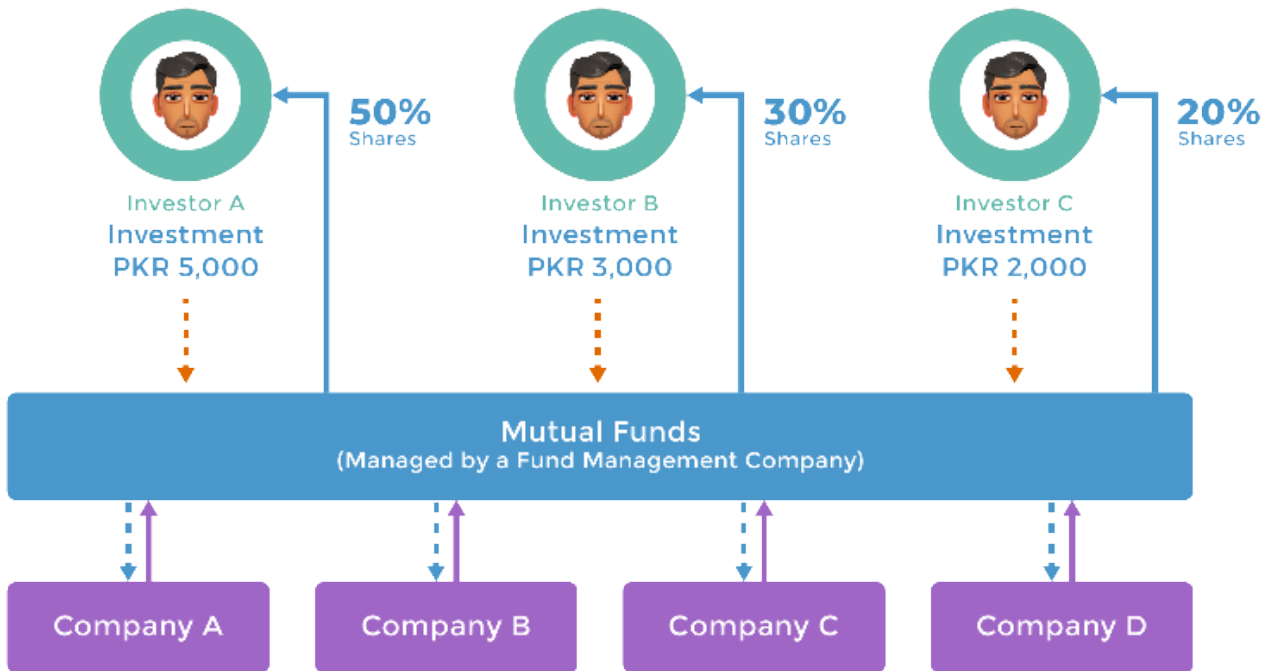 50%
Shares
30%
Shares
20%
Shares
Investor A
Investment
PKR 5,000
Investor B
Investment
PKR 3,000
Investor C
Investment
PKR 2,000
Mutual Funds
(Managed by a Fund Management Company)
Company A
Company B
Company C
Company D